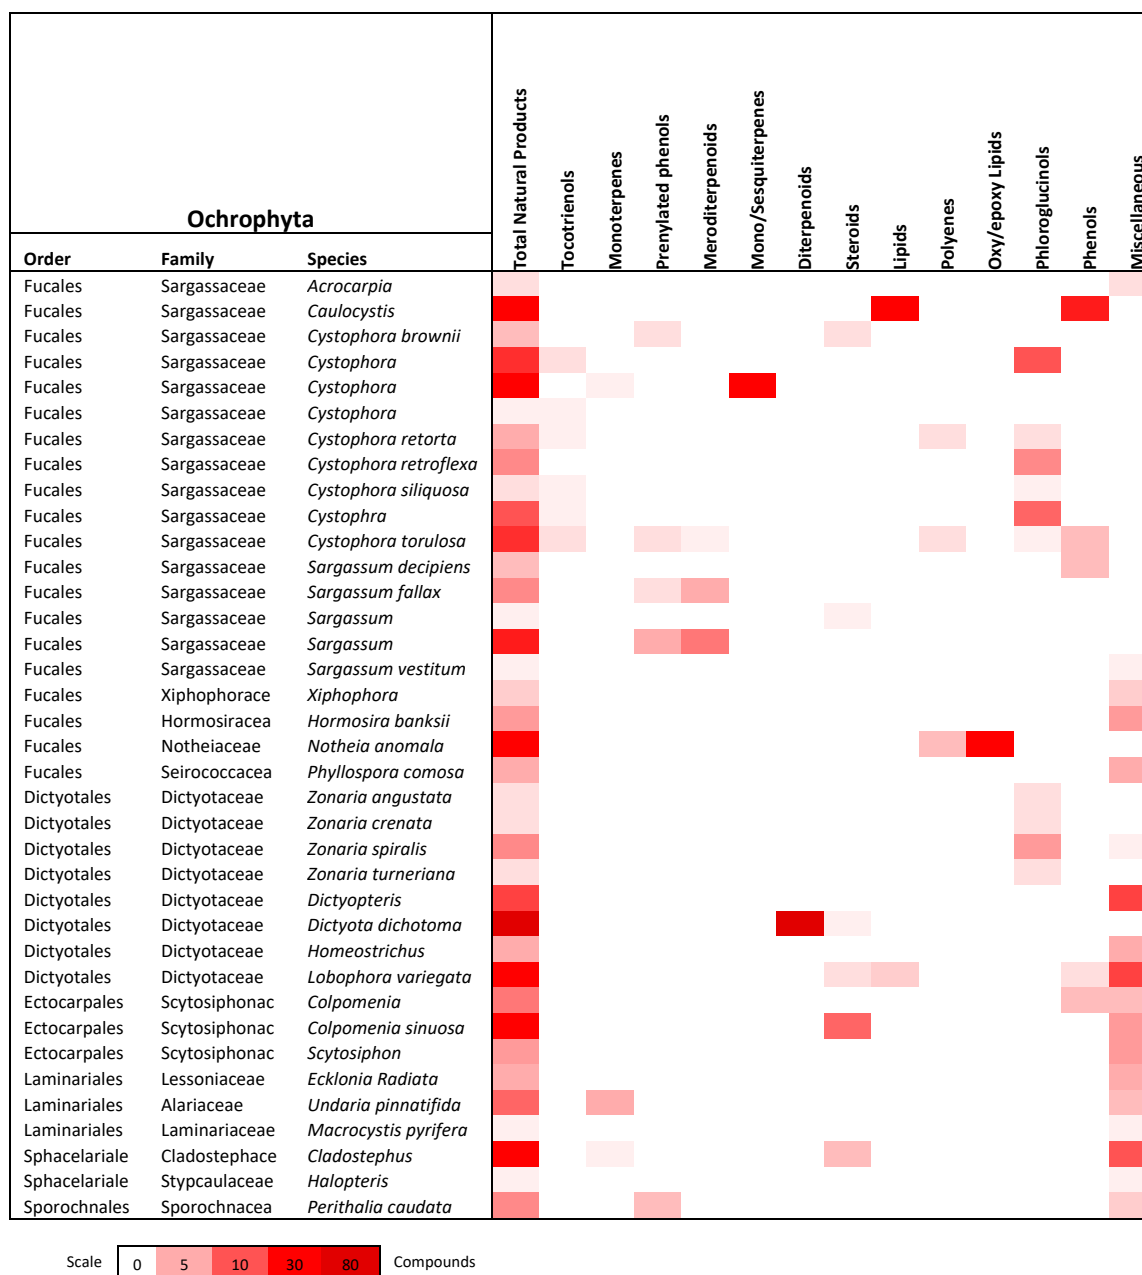 Ochrophyta
Total Natural Products
Tocotrienols
Monoterpenes
Prenylated phenols
Meroditerpenoids
Mono/Sesquiterpenes
Diterpenoids
Steroids
Lipids
Polyenes
Oxy/epoxy Lipids
Phloroglucinols
Phenols
Miscellaneous
Order Family Species
Fucales Sargassaceae Acrocarpia
Fucales Sargassaceae Caulocystis
Fucales Sargassaceae Cystophora brownii
Fucales Sargassaceae Cystophora
Fucales Sargassaceae Cystophora
Fucales Sargassaceae Cystophora
Fucales Sargassaceae Cystophora retorta
Fucales Sargassaceae Cystophora retroflexa
Fucales Sargassaceae Cystophora siliquosa
Fucales Sargassaceae Cystophra
Fucales Sargassaceae Cystophora torulosa
Fucales Sargassaceae Sargassum decipiens
Fucales Sargassaceae Sargassum fallax
Fucales Sargassaceae Sargassum
Fucales Sargassaceae Sargassum
Fucales Sargassaceae Sargassum vestitum
Fucales Xiphophorace Xiphophora
Fucales Hormosiracea Hormosira banksii
Fucales Notheiaceae Notheia anomala
Fucales Seirococcacea Phyllospora comosa
Dictyotales Dictyotaceae Zonaria angustata
Dictyotales Dictyotaceae Zonaria crenata
Dictyotales Dictyotaceae Zonaria spiralis
Dictyotales Dictyotaceae Zonaria turneriana
Dictyotales Dictyotaceae Dictyopteris
Dictyotales Dictyotaceae Dictyota dichotoma
Dictyotales Dictyotaceae Homeostrichus
Dictyotales Dictyotaceae Lobophora variegata
Ectocarpales Scytosiphonac Colpomenia
Ectocarpales Scytosiphonac Colpomenia sinuosa
Ectocarpales Scytosiphonac Scytosiphon
Laminariales Lessoniaceae Ecklonia Radiata
Laminariales Alariaceae Undaria pinnatifida
Laminariales Laminariaceae Macrocystis pyrifera
Sphacelariale Cladostephace Cladostephus
Sphacelariale Stypcaulaceae Halopteris
Sporochnales Sporochnacea Perithalia caudata
Scale 0 5 10 30 80 Compounds